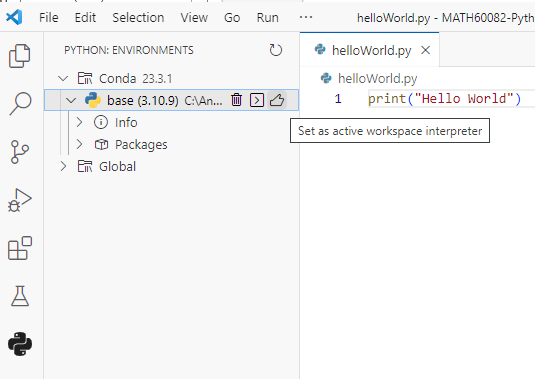 File Edit Selection View Go Run ··· helloWorld.py - MATH60082-Pyth
PYTHON: ENVIRONMENTS
helloWorld.py
Conda 23.3.1
helloWorld.py
base (3.10.9) C:\An...
1 print("Hello World")
Info
Set as active workspace interpreter
Packages
Global